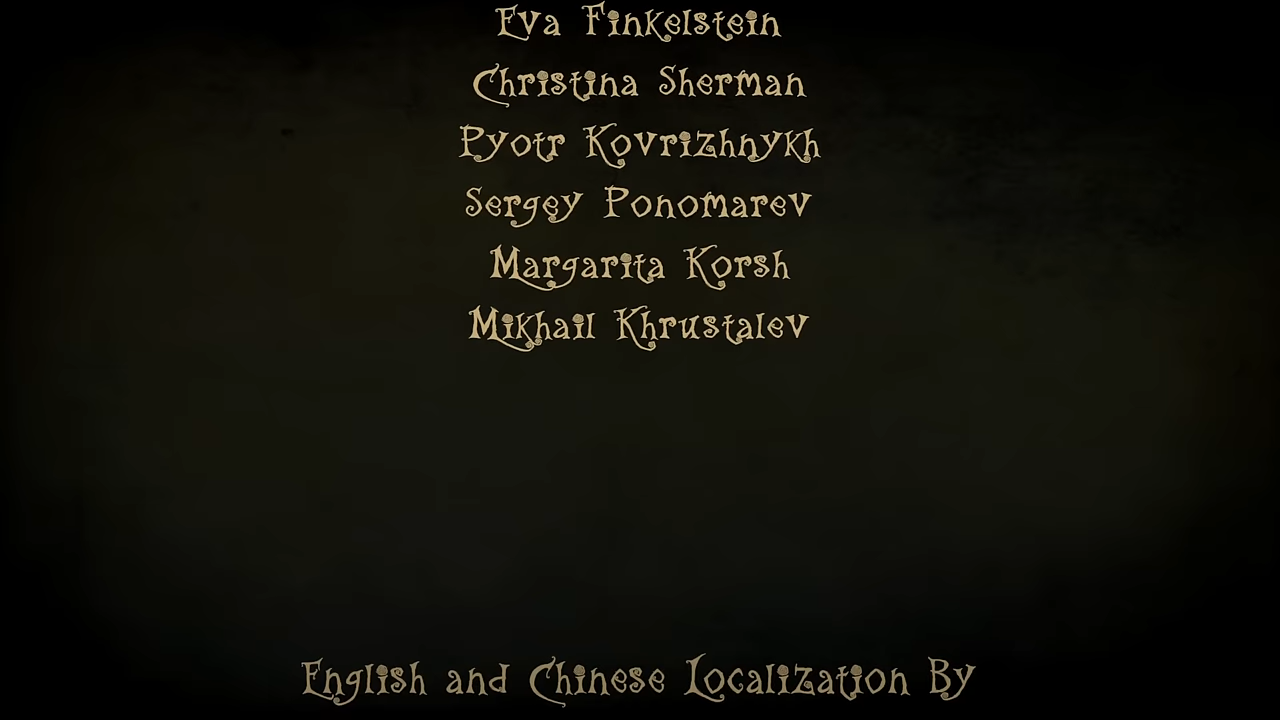 Eva Finkelstein
Christina Sherman
Pyotr Kovrizhnykh
Sergey Ponomarev
Margarita Korsh
Mikhail Khrustalev
English and Chinese Localization By